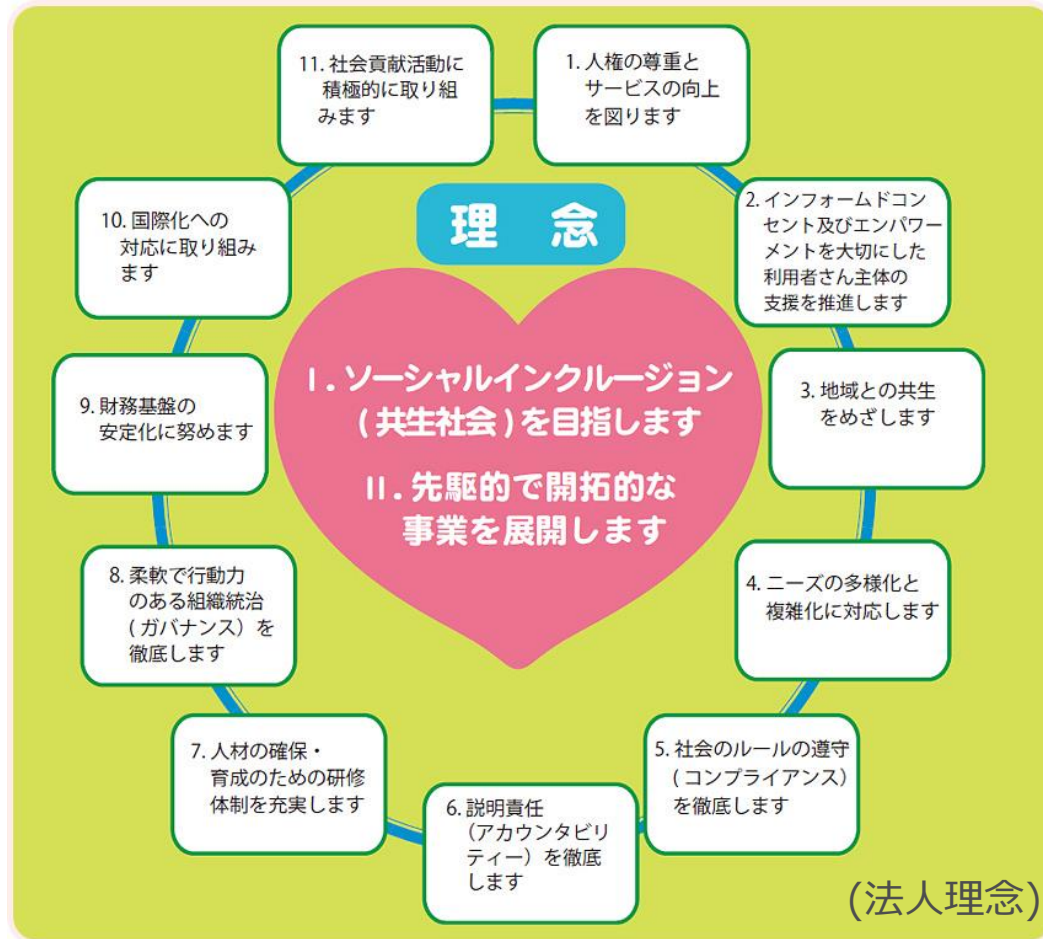 理 念
I. ソーシャルインクルージョン
(共生社会)を目指します
II. 先駆的で開拓的な
事業を展開します
1. 人権の尊重と
サービスの向上
を図ります
2. インフォームドコン
セント及びエンパワー
メントを大切にした
利用者さん主体の
支援を推進します
3. 地域との共生
をめざします
4. ニーズの多様化と
複雑化に対応します
5. 社会のルールの遵守
(コンプライアンス)
を徹底します
6. 説明責任
(アカウンタビリ
ティー)を徹底
します
7. 人材の確保・
育成のための研修
体制を充実します
8. 柔軟で行動力
のある組織統治
(ガバナンス)を
徹底します
9. 財務基盤の
安定化に努めます
10. 国際化への
対応に取り組み
ます
11. 社会貢献活動に
積極的に取り組
みます
(法人理念)